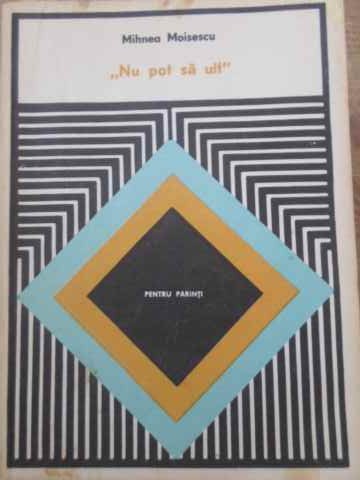 Mihnea Moisescu
„Nu pot să uit”
PENTRU PĂRINȚI